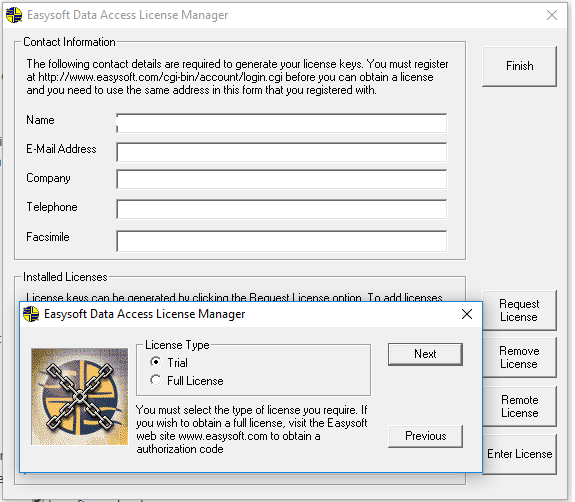 Easysoft Data Access License Manager
Contact Information
The following contact details are required to generate your license keys. You must register
at http://www.easysoft.com/cgi-bin/account/login.cgi before you can obtain a license
and you need to use the same address in this form that you registered with.
Finish
Name
E-Mail Address
Company
Telephone
Facsimile
Installed Licenses
License keys can be generated by clicking the Request License option. To add licenses
Request
License
Remove
License
Remote
License
Enter License
Easysoft Data Access License Manager
License Type
Trial
Full License
Next
You must select the type of license you require. If
you wish to obtain a full license, visit the Easysoft
web site www.easysoft.com to obtain a
authorization code
Previous